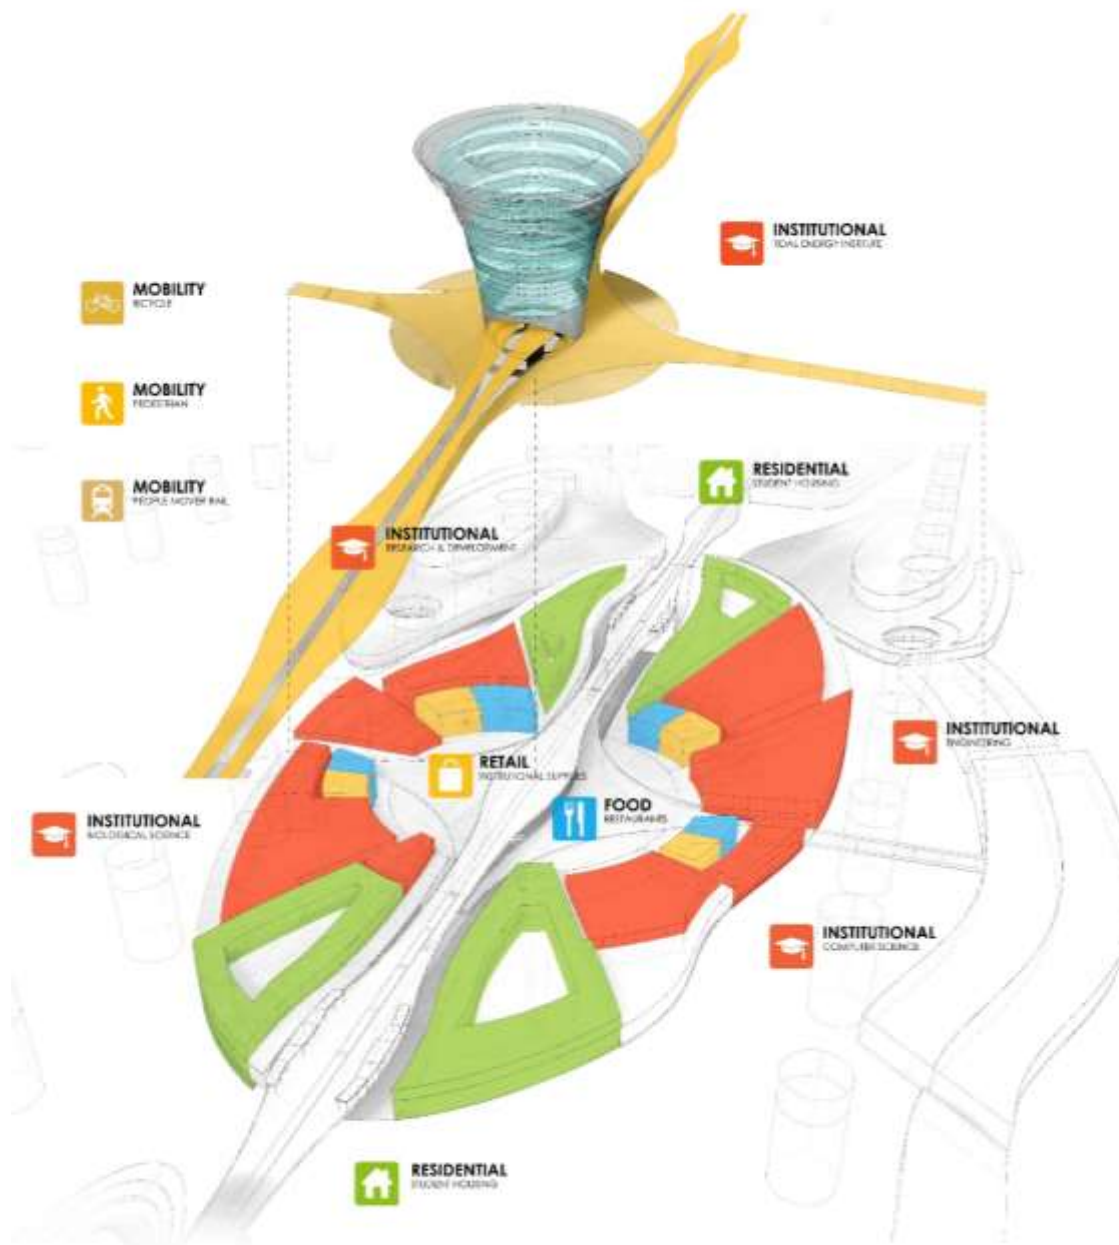 INSTITUTIONAL
TIDAL ENERGY INSTITUTE
MOBILITY
BICYCLE
MOBILITY
PEDESTRIAN
RESIDENTIAL
STUDENT HOUSING
MOBILITY
PEOPLE MOVER RAIL
INSTITUTIONAL
RESEARCH & DEVELOPMENT
INSTITUTIONAL
ENGINEERING
RETAIL
INSTITUTIONAL SUPPLIES
FOOD
RESTAURANTS
INSTITUTIONAL
BIOLOGICAL SCIENCE
INSTITUTIONAL
COMPUTER SCIENCE
RESIDENTIAL
STUDENT HOUSING